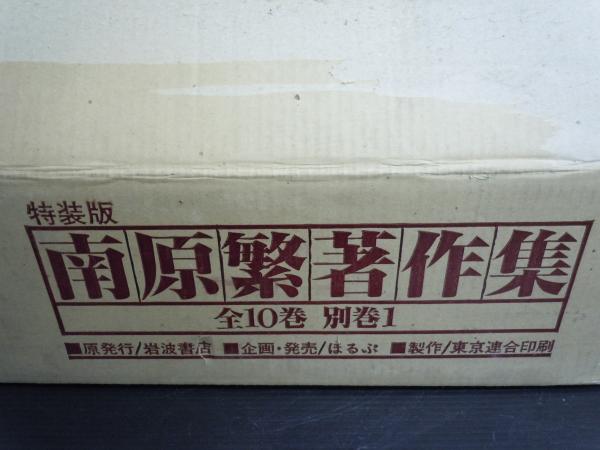 特装版
南原繁著作集
全10巻 別巻1
■原発行/岩波書店 ■企画・発売/ほるぷ ■製作/東京連合印刷